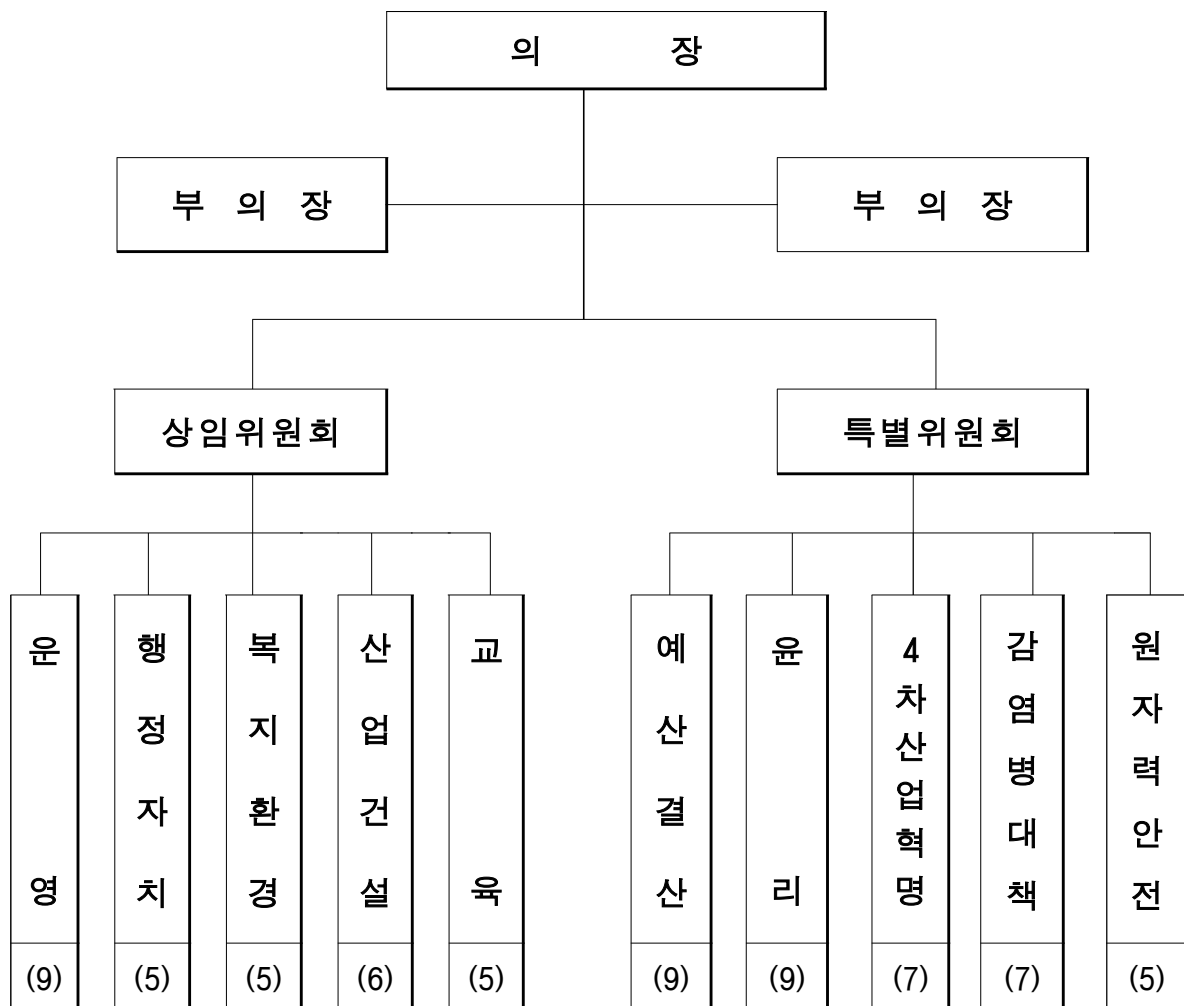 의 장
부 의 장
부 의 장
상임위원회
특별위원회
운영
행정자치
복지환경
산업건설
교육
예산결산
윤리
4차산업혁명
감염병대책
원자력안전
(9)
(5)
(5)
(6)
(5)
(9)
(9)
(7)
(7)
(5)